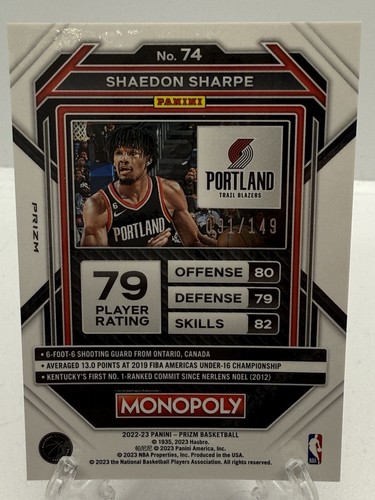 No. 74
SHAEDON SHARPE
PANINI
PORTLAND
TRAIL BLAZERS
6
PORTLAND
091/149
PRIZM
79
PLAYER
RATING
OFFENSE 80
DEFENSE 79
SKILLS 82
• 6-FOOT-6 SHOOTING GUARD FROM ONTARIO, CANADA
• AVERAGED 13.0 POINTS AT 2019 FIBA AMERICAS UNDER-16 CHAMPIONSHIP
• KENTUCKY'S FIRST NO. 1-RANKED COMMIT SINCE NERLENS NOEL (2012)
MONOPOLY
2022-23 PANINI – PRIZM BASKETBALL
© 1935, 2023 Hasbro.
© 2023 Panini America, Inc.
© 2023 NBA Properties, Inc. Produced in the USA.
© 2023 the National Basketball Players Association. All rights reserved.